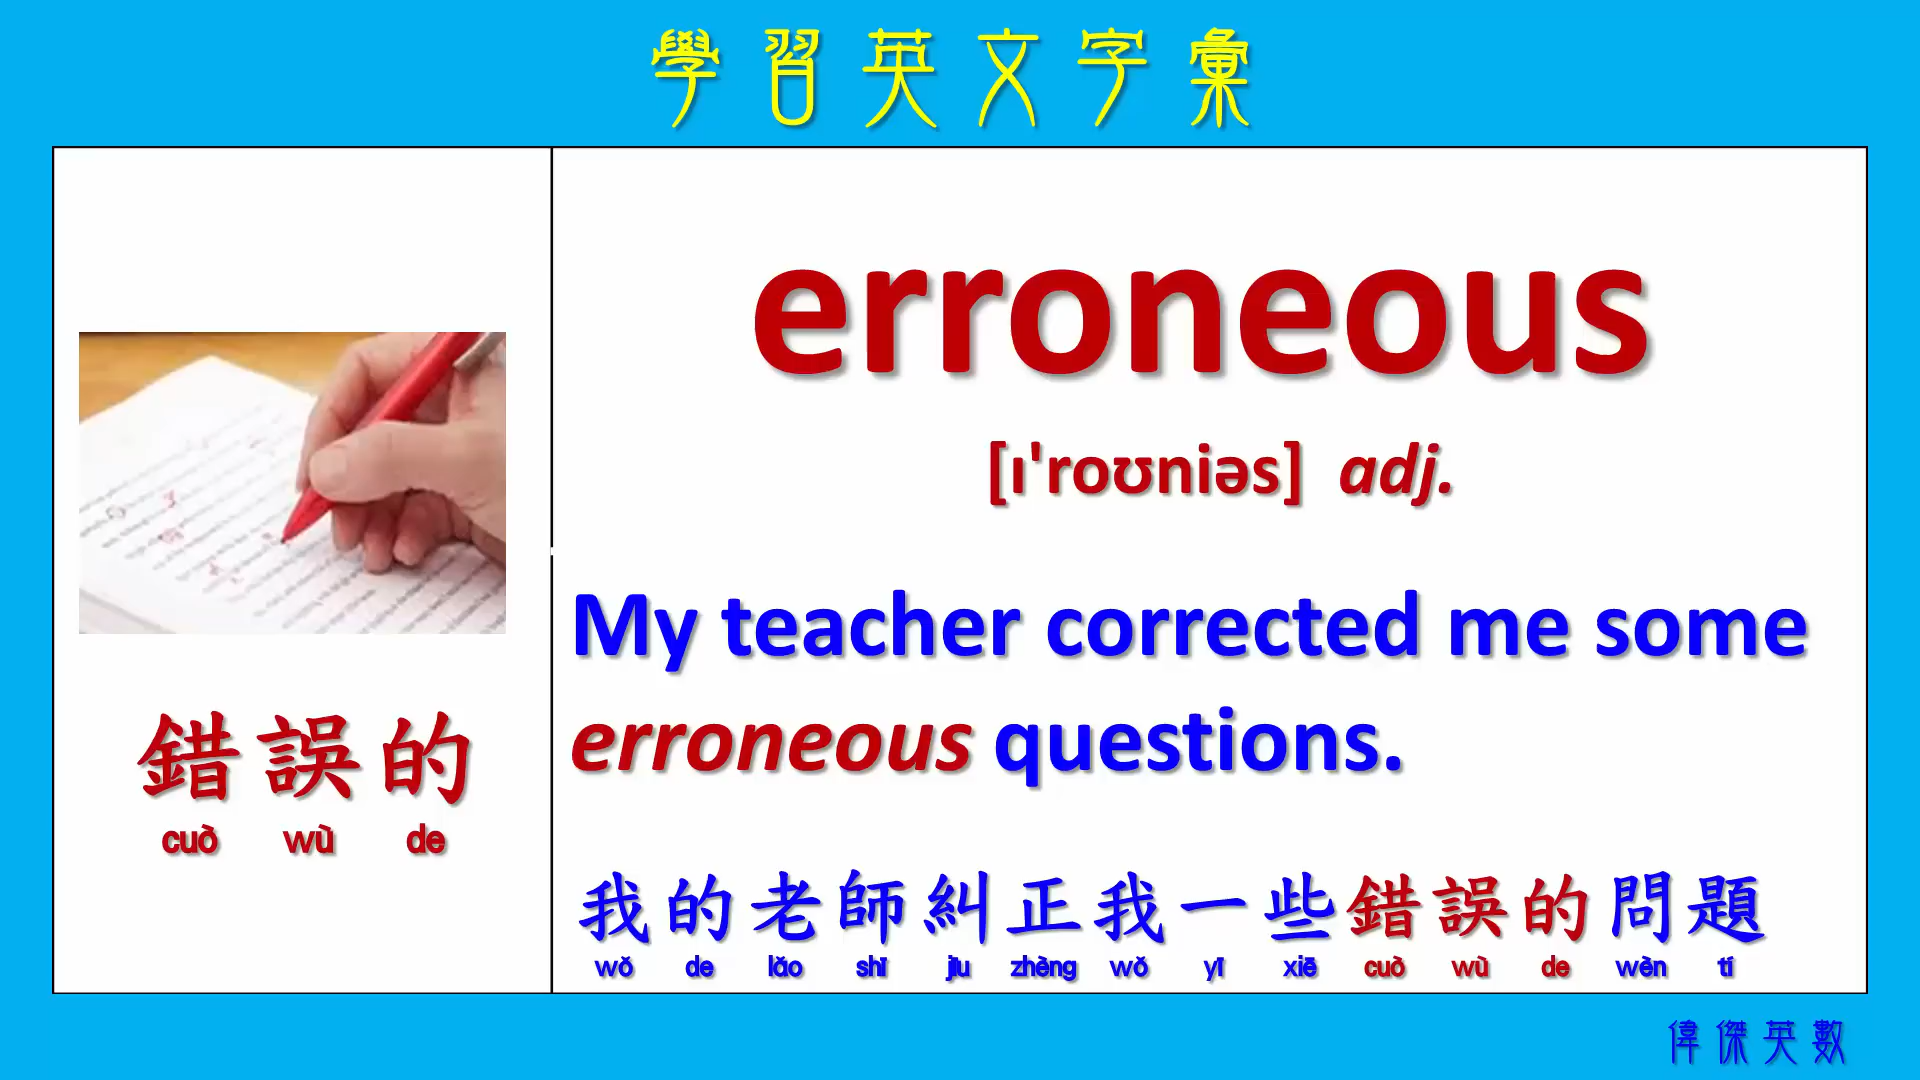 學習英文字彙
錯誤的
cuò wù de
erroneous
[ɪ'roʊniəs] adj.
My teacher corrected me some
erroneous questions.
我的老師糾正我一些錯誤的問題
wǒ de lǎo shī jīu zhèng wǒ yī xiē cuò wù de wèn tí
偉傑英數